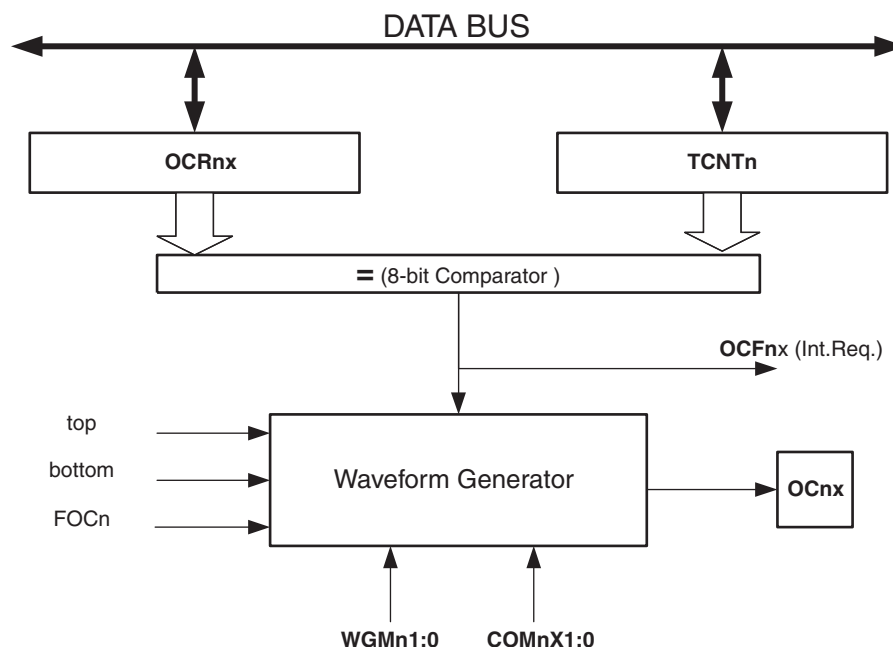 DATA BUS
OCRnx
TCNTn
= (8-bit Comparator )
OCFnx (Int.Req.)
top
bottom
FOCn
Waveform Generator
OCnx
WGMn1:0
COMnX1:0